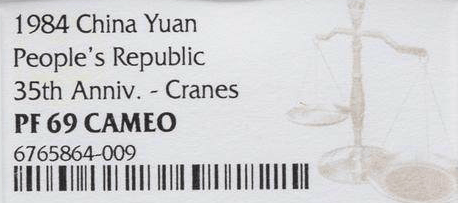 1984 China Yuan
People's Republic
35th Anniv. - Cranes
PF 69 CAMEO
6765864-009